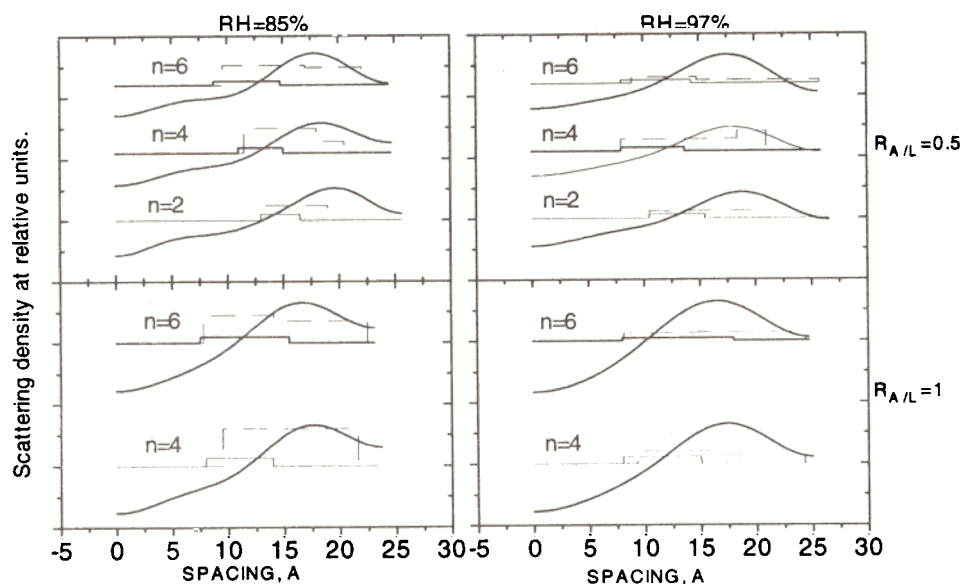 RH=85%
RH=97%
Scattering density at relative units.
n=6
n=4
n=2
n=6
n=4
n=2
R_A/L=0.5
n=6
n=4
n=6
n=4
R_A/L=1
-5 0 5 10 15 20 25 30
-5 0 5 10 15 20 25 30
SPACING, A
SPACING, A